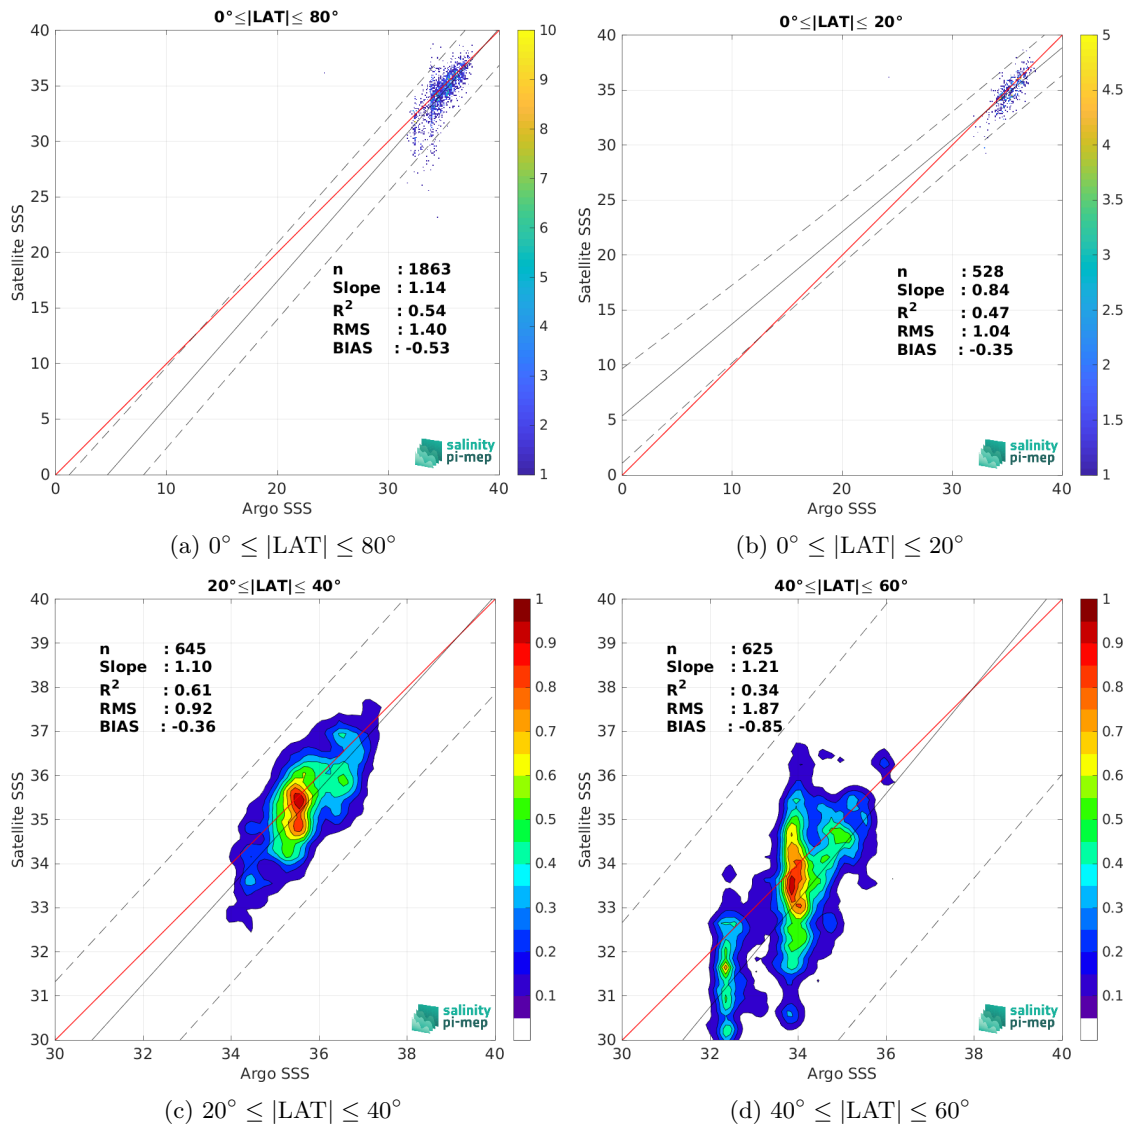 0°≤|LAT|≤ 80°
40
35
30
25
20
15
10
5
0
0
10
20
30
40
Satellite SSS
Argo SSS
n : 1863
Slope : 1.14
R² : 0.54
RMS : 1.40
BIAS : -0.53
salinity
pi-mep
10
9
8
7
6
5
4
3
2
1
(a) 0° ≤ |LAT| ≤ 80°
0°≤|LAT|≤ 20°
40
35
30
25
20
15
10
5
0
0
10
20
30
40
Satellite SSS
Argo SSS
n : 528
Slope : 0.84
R² : 0.47
RMS : 1.04
BIAS : -0.35
salinity
pi-mep
5
4.5
4
3.5
3
2.5
2
1.5
1
(b) 0° ≤ |LAT| ≤ 20°
20°≤|LAT|≤ 40°
40
39
38
37
36
35
34
33
32
31
30
30
32
34
36
38
40
Satellite SSS
Argo SSS
n : 645
Slope : 1.10
R² : 0.61
RMS : 0.92
BIAS : -0.36
salinity
pi-mep
1
0.9
0.8
0.7
0.6
0.5
0.4
0.3
0.2
0.1
(c) 20° ≤ |LAT| ≤ 40°
40°≤|LAT|≤ 60°
40
39
38
37
36
35
34
33
32
31
30
30
32
34
36
38
40
Satellite SSS
Argo SSS
n : 625
Slope : 1.21
R² : 0.34
RMS : 1.87
BIAS : -0.85
salinity
pi-mep
1
0.9
0.8
0.7
0.6
0.5
0.4
0.3
0.2
0.1
(d) 40° ≤ |LAT| ≤ 60°